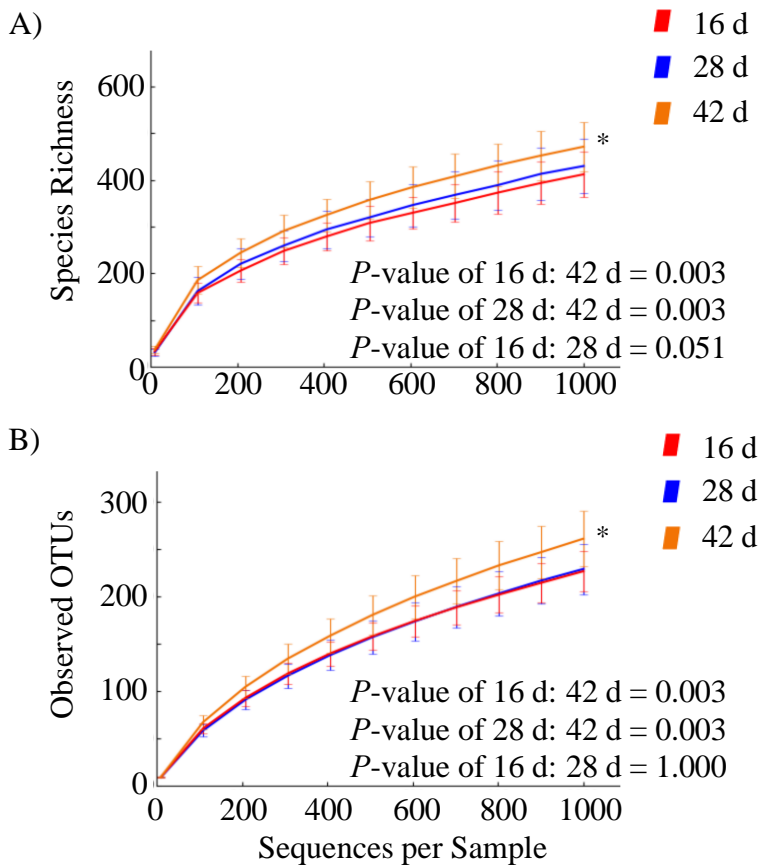 A)
16 d
28 d
42 d
Species Richness
600
400
200
0
*
P-value of 16 d: 42 d = 0.003
P-value of 28 d: 42 d = 0.003
P-value of 16 d: 28 d = 0.051
0 200 400 600 800 1000
B)
16 d
28 d
42 d
Observed OTUs
300
200
100
0
*
P-value of 16 d: 42 d = 0.003
P-value of 28 d: 42 d = 0.003
P-value of 16 d: 28 d = 1.000
0 200 400 600 800 1000
Sequences per Sample